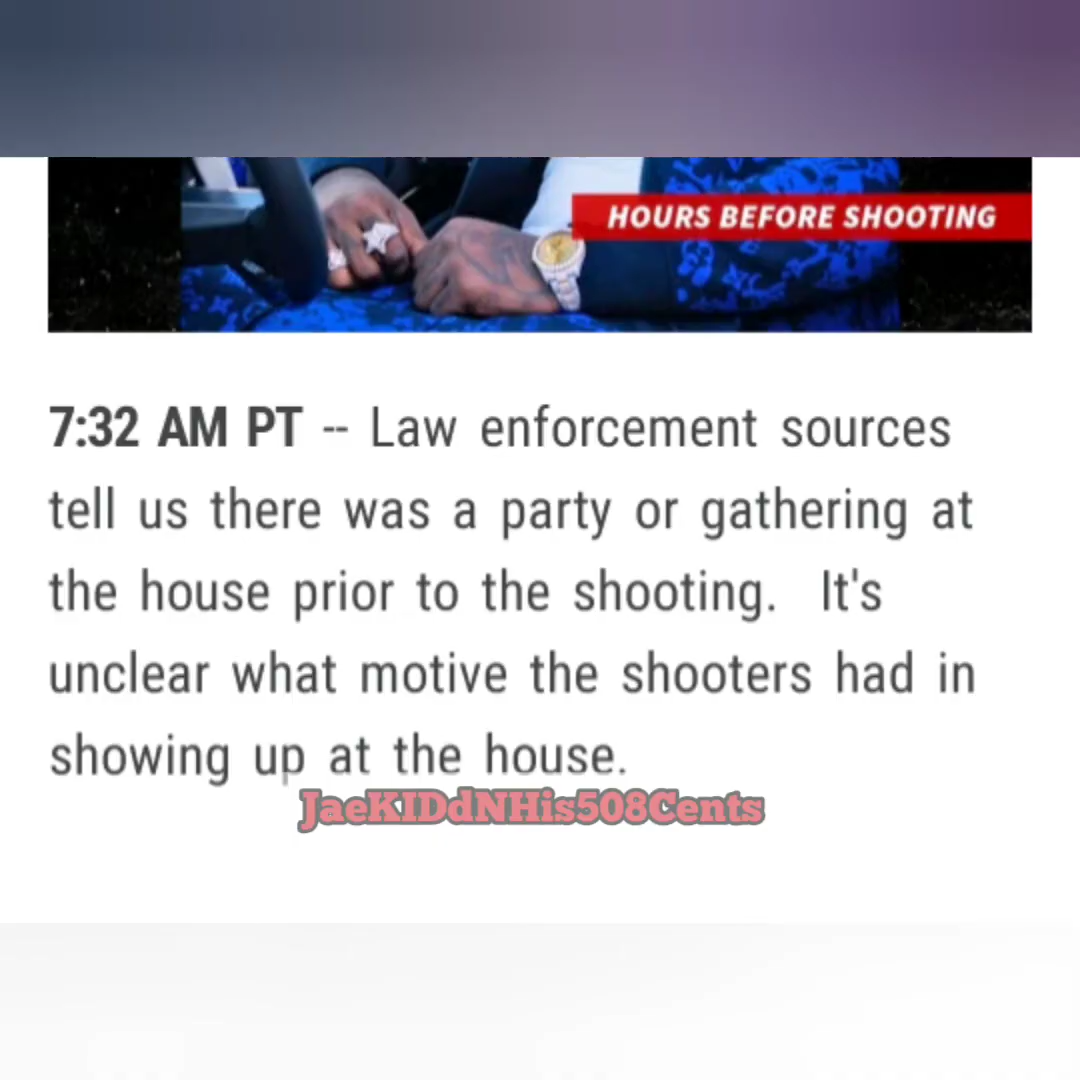 HOURS BEFORE SHOOTING
7:32 AM PT -- Law enforcement sources
tell us there was a party or gathering at
the house prior to the shooting. It's
unclear what motive the shooters had in
showing up at the house.
JaeKIDdNHis508Cents